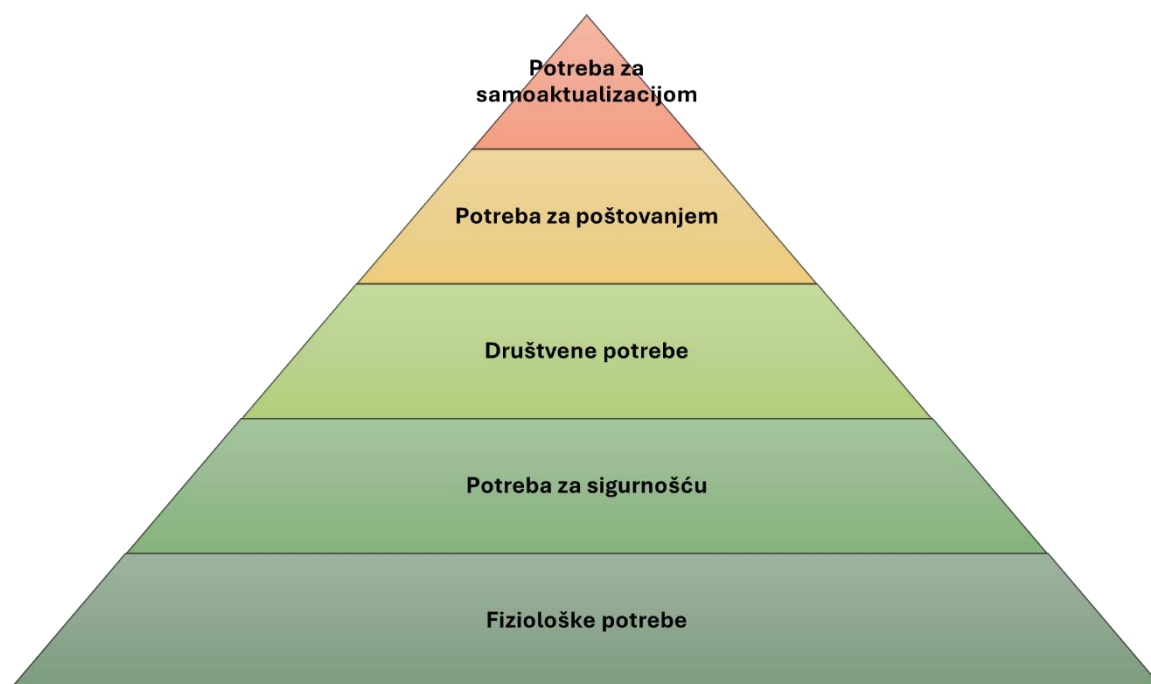 Potreba za
samoaktualizacijom
Potreba za poštovanjem
Društvene potrebe
Potreba za sigurnošću
Fiziološke potrebe